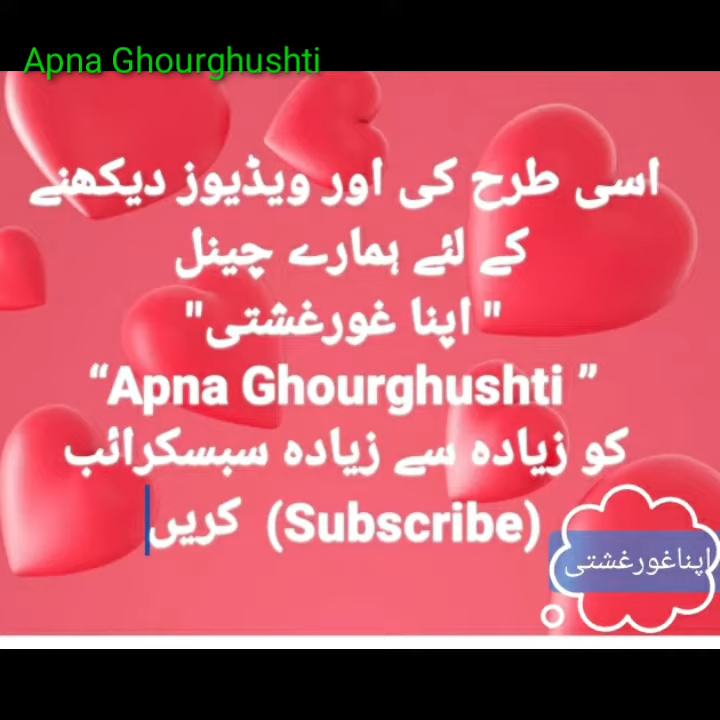 Apna Ghourghushti
اسی طرح کی اور ویڈیوز دیکھنے
کے لئے ہمارے چینل
" اپنا غورغشتی"
“Apna Ghourghushti ”
کو زیادہ سے زیادہ سبسکرائب
(Subscribe) کریں
اپناغورغشتی